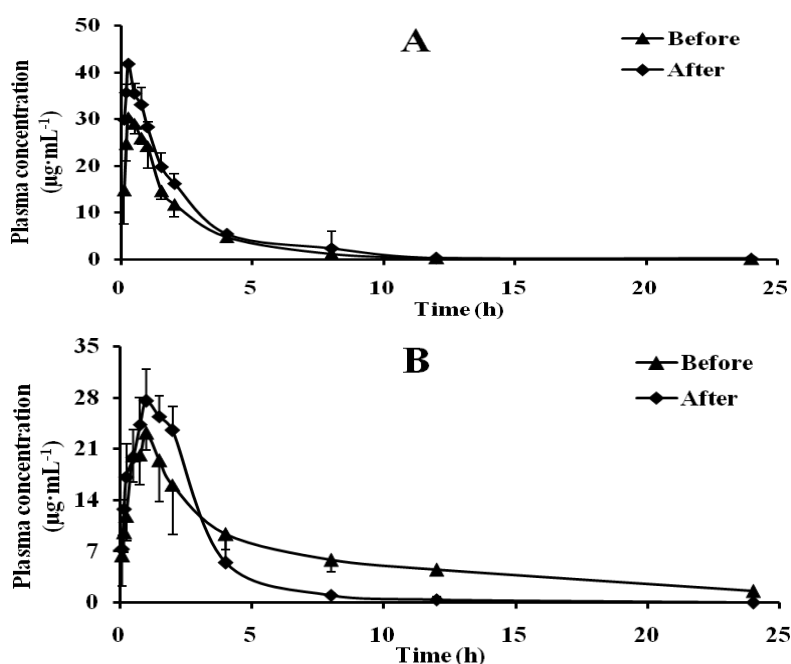 A
Before
After
Plasma concentration
(µg·mL-1)
50
40
30
20
10
0
0
5
10
15
20
25
Time (h)
B
Before
After
Plasma concentration
(µg·mL-1)
35
28
21
14
7
0
0
5
10
15
20
25
Time (h)